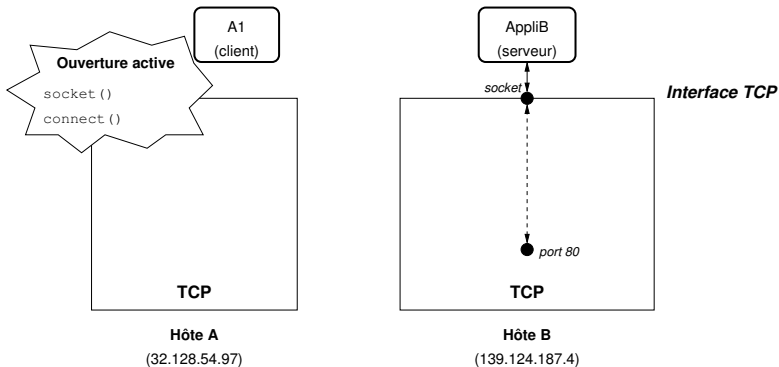 A1
(client)
Ouverture active
socket()
connect()
AppliB
(serveur)
socket
Interface TCP
port 80
TCP
TCP
Hôte A
(32.128.54.97)
Hôte B
(139.124.187.4)